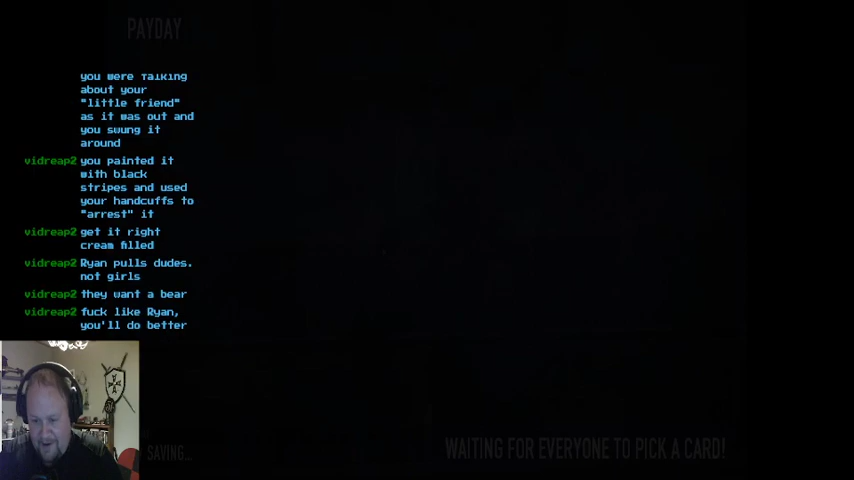 PAYDAY
you were talking
about your
"little friend"
as it was out and
you swung it
around
vidreap2 you painted it
with black
stripes and used
your handcuffs to
"arrest" it
vidreap2 get it right
cream filled
vidreap2 Ryan pulls dudes.
not girls
vidreap2 they want a bear
vidreap2 fuck like Ryan,
you'll do better
SAVING...
WAITING FOR EVERYONE TO PICK A CARD!